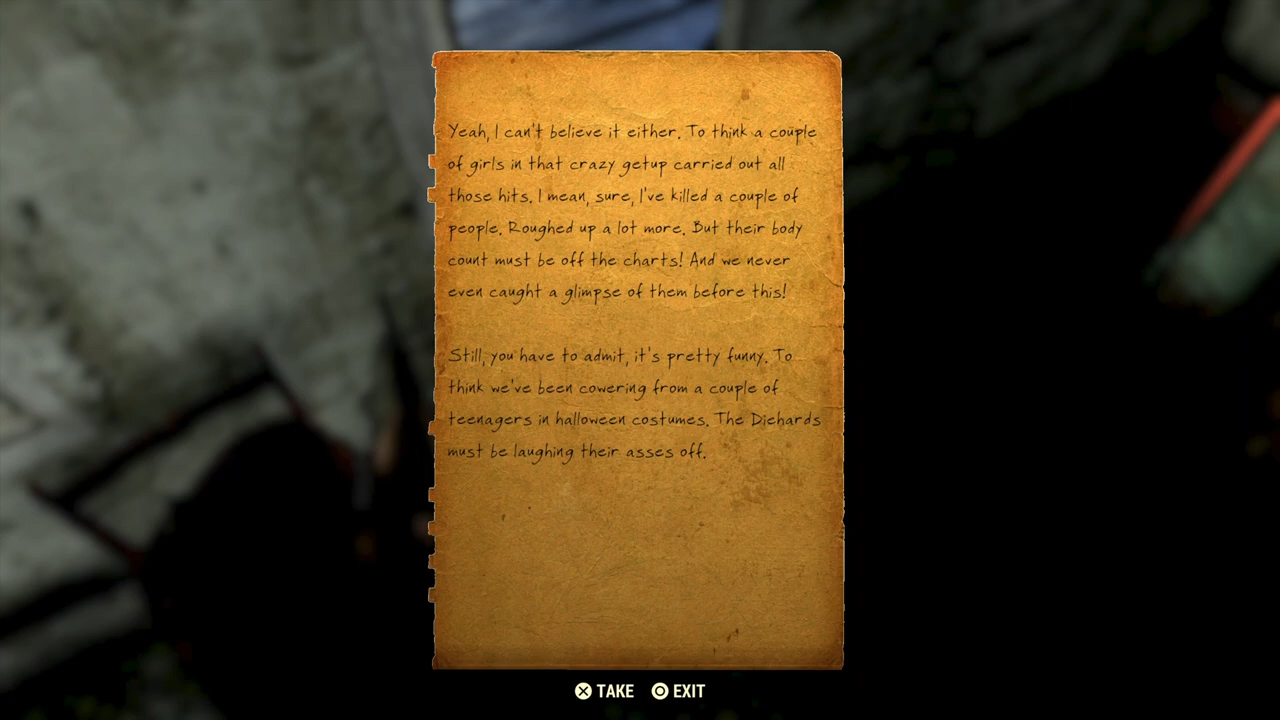 Yeah, I can't believe it either. To think a couple
of girls in that crazy getup carried out all
those hits. I mean, sure, I've killed a couple of
people. Roughed up a lot more. But their body
count must be off the charts! And we never
even caught a glimpse of them before this!
Still, you have to admit, it's pretty funny. To
think we've been cowering from a couple of
teenagers in halloween costumes. The Diehards
must be laughing their asses off.
TAKE EXIT